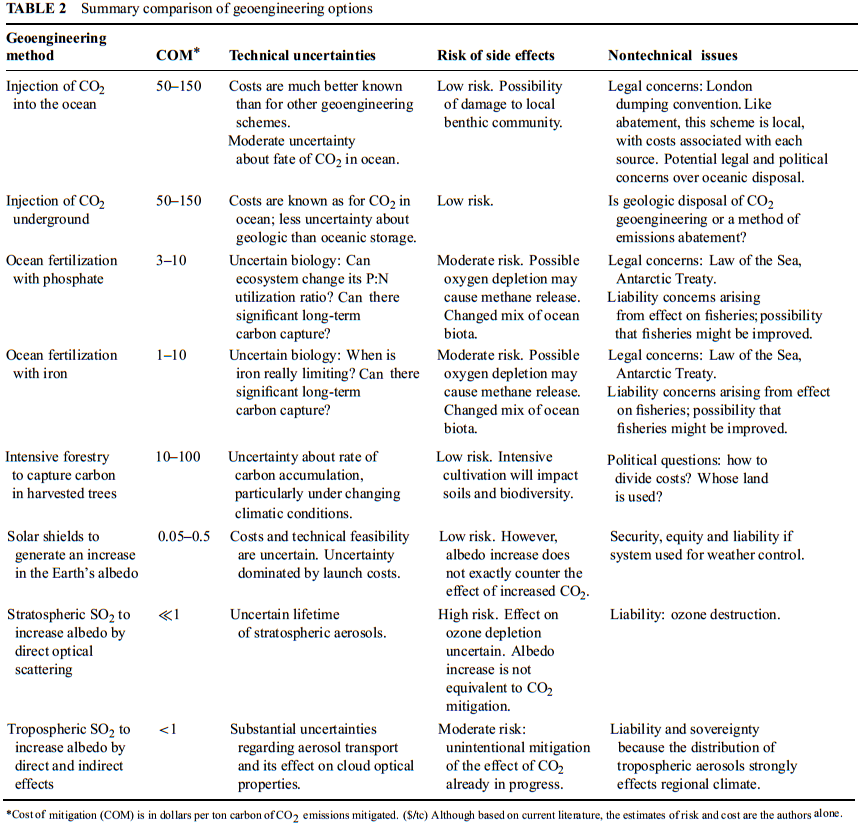 TABLE 2 Summary comparison of geoengineering options
Geoengineering
method
COM*
Technical uncertainties
Risk of side effects
Nontechnical issues
Injection of CO2
into the ocean
50–150
Costs are much better known
than for other geoengineering
schemes.
Moderate uncertainty
about fate of CO2 in ocean.
Low risk. Possibility
of damage to local
benthic community.
Legal concerns: London
dumping convention. Like
abatement, this scheme is local,
with costs associated with each
source. Potential legal and political
concerns over oceanic disposal.
Injection of CO2
underground
50–150
Costs are known as for CO2 in
ocean; less uncertainty about
geologic than oceanic storage.
Low risk.
Is geologic disposal of CO2
geoengineering or a method of
emissions abatement?
Ocean fertilization
with phosphate
3–10
Uncertain biology: Can
ecosystem change its P:N
utilization ratio? Can there
significant long-term
carbon capture?
Moderate risk. Possible
oxygen depletion may
cause methane release.
Changed mix of ocean
biota.
Legal concerns: Law of the Sea,
Antarctic Treaty.
Liability concerns arising
from effect on fisheries; possibility
that fisheries might be improved.
Ocean fertilization
with iron
1–10
Uncertain biology: When is
iron really limiting? Can there
significant long-term
carbon capture?
Moderate risk. Possible
oxygen depletion may
cause methane release.
Changed mix of ocean
biota.
Legal concerns: Law of the Sea,
Antarctic Treaty.
Liability concerns arising from effect
on fisheries; possibility that
fisheries might be improved.
Intensive forestry
to capture carbon
in harvested trees
10–100
Uncertainty about rate of
carbon accumulation,
particularly under changing
climatic conditions.
Low risk. Intensive
cultivation will impact
soils and biodiversity.
Political questions: how to
divide costs? Whose land
is used?
Solar shields to
generate an increase
in the Earth's albedo
0.05–0.5
Costs and technical feasibility
are uncertain. Uncertainty
dominated by launch costs.
Low risk. However,
albedo increase does
not exactly counter the
effect of increased CO2.
Security, equity and liability if
system used for weather control.
Stratospheric SO2 to
increase albedo by
direct optical
scattering
≪1
Uncertain lifetime
of stratospheric aerosols.
High risk. Effect on
ozone depletion
uncertain. Albedo
increase is not
equivalent to CO2
mitigation.
Liability: ozone destruction.
Tropospheric SO2 to
increase albedo by
direct and indirect
effects
<1
Substantial uncertainties
regarding aerosol transport
and its effect on cloud optical
properties.
Moderate risk:
unintentional mitigation
of the effect of CO2
already in progress.
Liability and sovereignty
because the distribution of
tropospheric aerosols strongly
effects regional climate.
*Cost of mitigation (COM) is in dollars per ton carbon of CO2 emissions mitigated. ($/tc) Although based on current literature, the estimates of risk and cost are the authors alone.